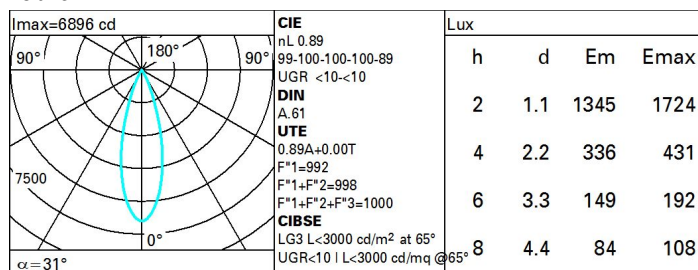 Imax=6896 cd
90°
180°
90°
7500
0°
α=31°
CIE
nL 0.89
99-100-100-100-89
UGR <10-<10
DIN
A.61
UTE
0.89A+0.00T
F"1=992
F"1+F"2=998
F"1+F"2+F"3=1000
CIBSE
LG3 L<3000 cd/m² at 65°
UGR<10 | L<3000 cd/mq @65°
Lux
h d Em Emax
2 1.1 1345 1724
4 2.2 336 431
6 3.3 149 192
8 4.4 84 108